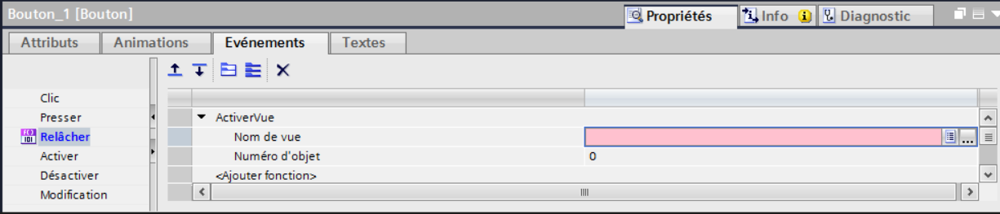 Bouton_1 [Bouton]
Propriétés
Info
Diagnostic
Attributs
Animations
Evénements
Textes
Clic
Presser
Relâcher
Activer
Désactiver
Modification
ActiverVue
Nom de vue
...
Numéro d'objet 0
<Ajouter fonction>